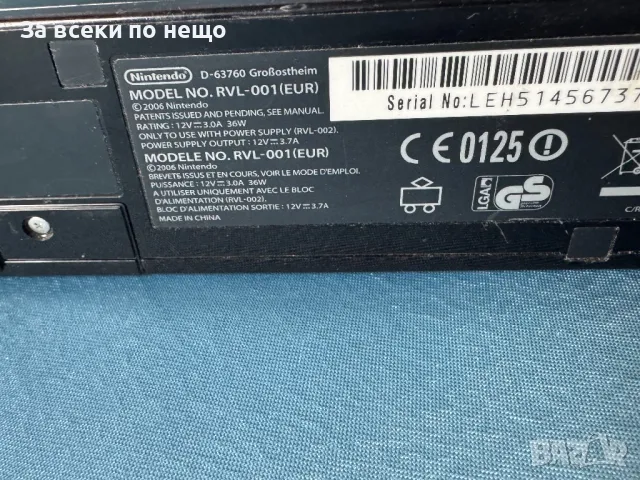 За всеки по нещо
Nintendo D-63760 Großostheim
MODEL NO. RVL-001(EUR)
©2006 Nintendo
PATENTS ISSUED AND PENDING, SEE MANUAL.
RATING: 12V⎓3.0A 36W
ONLY TO USE WITH POWER SUPPLY (RVL-002).
POWER SUPPLY OUTPUT: 12V⎓3.7A
MODELE NO. RVL-001(EUR)
©2006 Nintendo
BREVETS ISSUS ET EN COURS, VOIR LE MODE D'EMPLOI.
PUISSANCE: 12V⎓3.0A 36W
A UTILISER UNIQUEMENT AVEC LE BLOC
D'ALIMENTATION (RVL-002).
BLOC D'ALIMENTATION SORTIE: 12V⎓3.7A
MADE IN CHINA
Serial No:LEH51456737
CE0125
LGA
GS
C/R
BAZAR